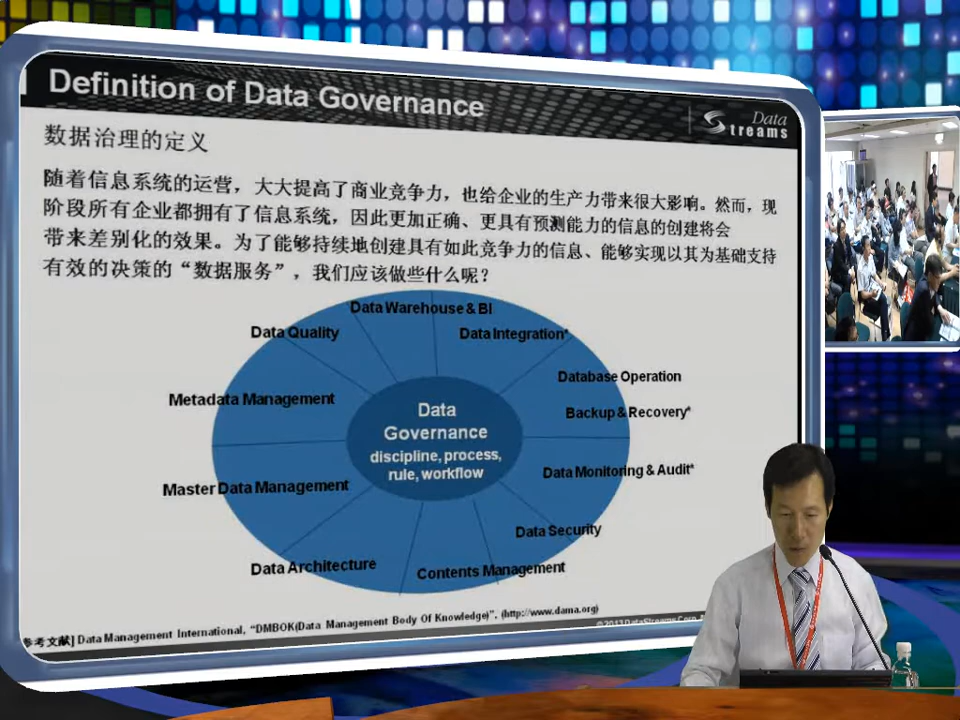 Definition of Data Governance
Data
Streams
数据治理的定义
随着信息系统的运营，大大提高了商业竞争力，也给企业的生产力带来很大影响。然而，现
阶段所有企业都拥有了信息系统，因此更加正确、更具有预测能力的信息的创建将会
带来差别化的效果。为了能够持续地创建具有如此竞争力的信息、能够实现以其为基础支持
有效的决策的“数据服务”，我们应该做些什么呢？
Data Warehouse & BI
Data Quality
Data Integration*
Database Operation
Metadata Management
Backup & Recovery*
Data
Governance
discipline, process,
rule, workflow
Data Monitoring & Audit*
Master Data Management
Data Security
Data Architecture
Contents Management
参考文献] Data Management International, “DMBOK(Data Management Body Of Knowledge)”, (http://www.dama.org)
©2013 DataStreams Corp.